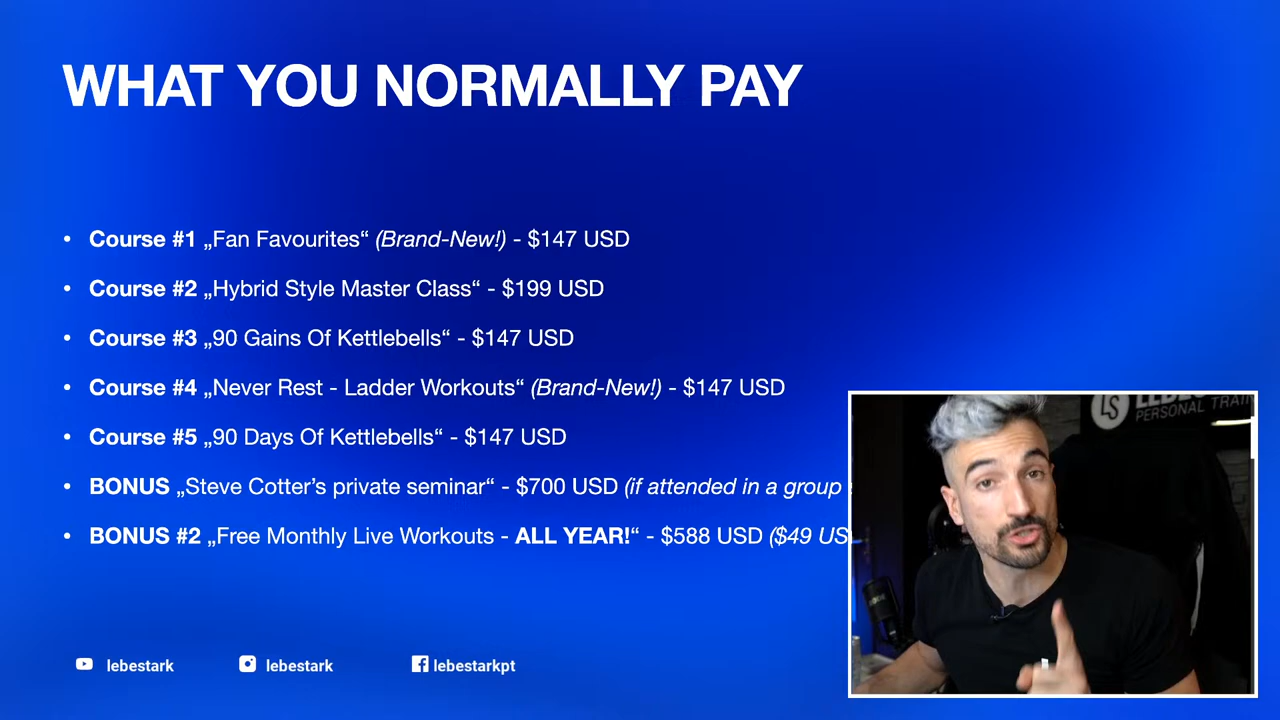 WHAT YOU NORMALLY PAY
• Course #1 „Fan Favourites“ (Brand-New!) - $147 USD
• Course #2 „Hybrid Style Master Class“ - $199 USD
• Course #3 „90 Gains Of Kettlebells“ - $147 USD
• Course #4 „Never Rest - Ladder Workouts“ (Brand-New!) - $147 USD
• Course #5 „90 Days Of Kettlebells“ - $147 USD
• BONUS „Steve Cotter’s private seminar“ - $700 USD (if attended in a group
• BONUS #2 „Free Monthly Live Workouts - ALL YEAR!“ - $588 USD ($49 US
LS
PERSONAL
lebestark
lebestark
lebestarkpt